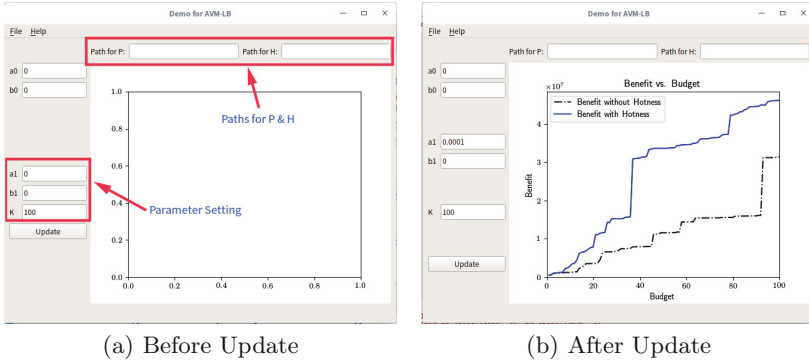 Demo for AVM-LB
File Help
Path for P: Path for H:
a0 0
b0 0
Paths for P & H
a1 0
b1 0
K 100
Parameter Setting
Update
1.0
0.8
0.6
0.4
0.2
0.0
0.0 0.2 0.4 0.6 0.8 1.0
(a) Before Update
Demo for AVM-LB
File Help
Path for P: Path for H:
a0 0
b0 0
a1 0.0001
b1 0
K 100
Update
Benefit vs. Budget
×10⁷
Benefit without Hotness
Benefit with Hotness
Benefit
4
3
2
1
0
0 20 40 60 80 100
Budget
(b) After Update